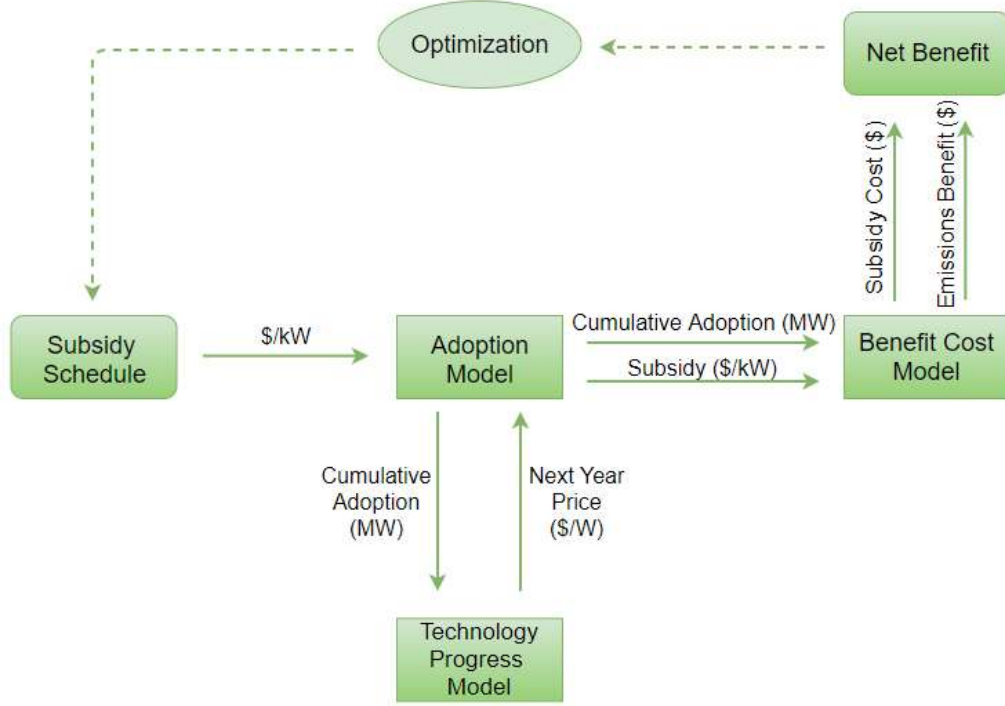 Optimization
Net Benefit
Subsidy Cost ($)
Emissions Benefit ($)
Subsidy
Schedule
$/kW
Adoption
Model
Cumulative Adoption (MW)
Subsidy ($/kW)
Benefit Cost
Model
Cumulative
Adoption
(MW)
Next Year
Price
($/W)
Technology
Progress
Model